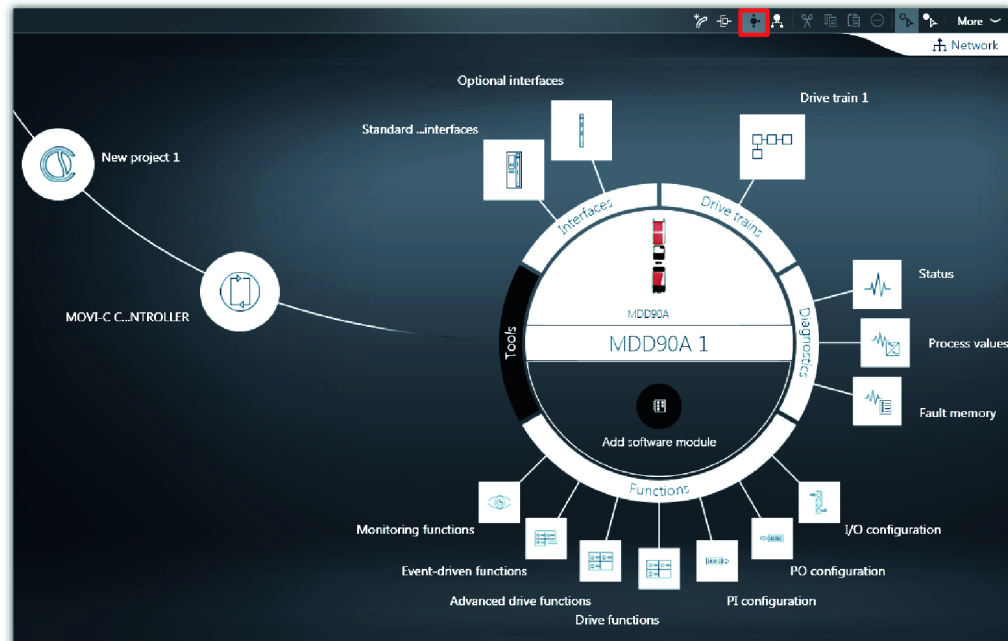 More
Network
Optional interfaces
Drive train 1
Standard ...interfaces
New project 1
Interfaces
Drive trains
Status
MOVI-C C...NTROLLER
MDD90A
Diagnostics
Tools
MDD90A 1
Process values
Fault memory
Add software module
Functions
Monitoring functions
I/O configuration
Event-driven functions
PO configuration
Advanced drive functions
PI configuration
Drive functions